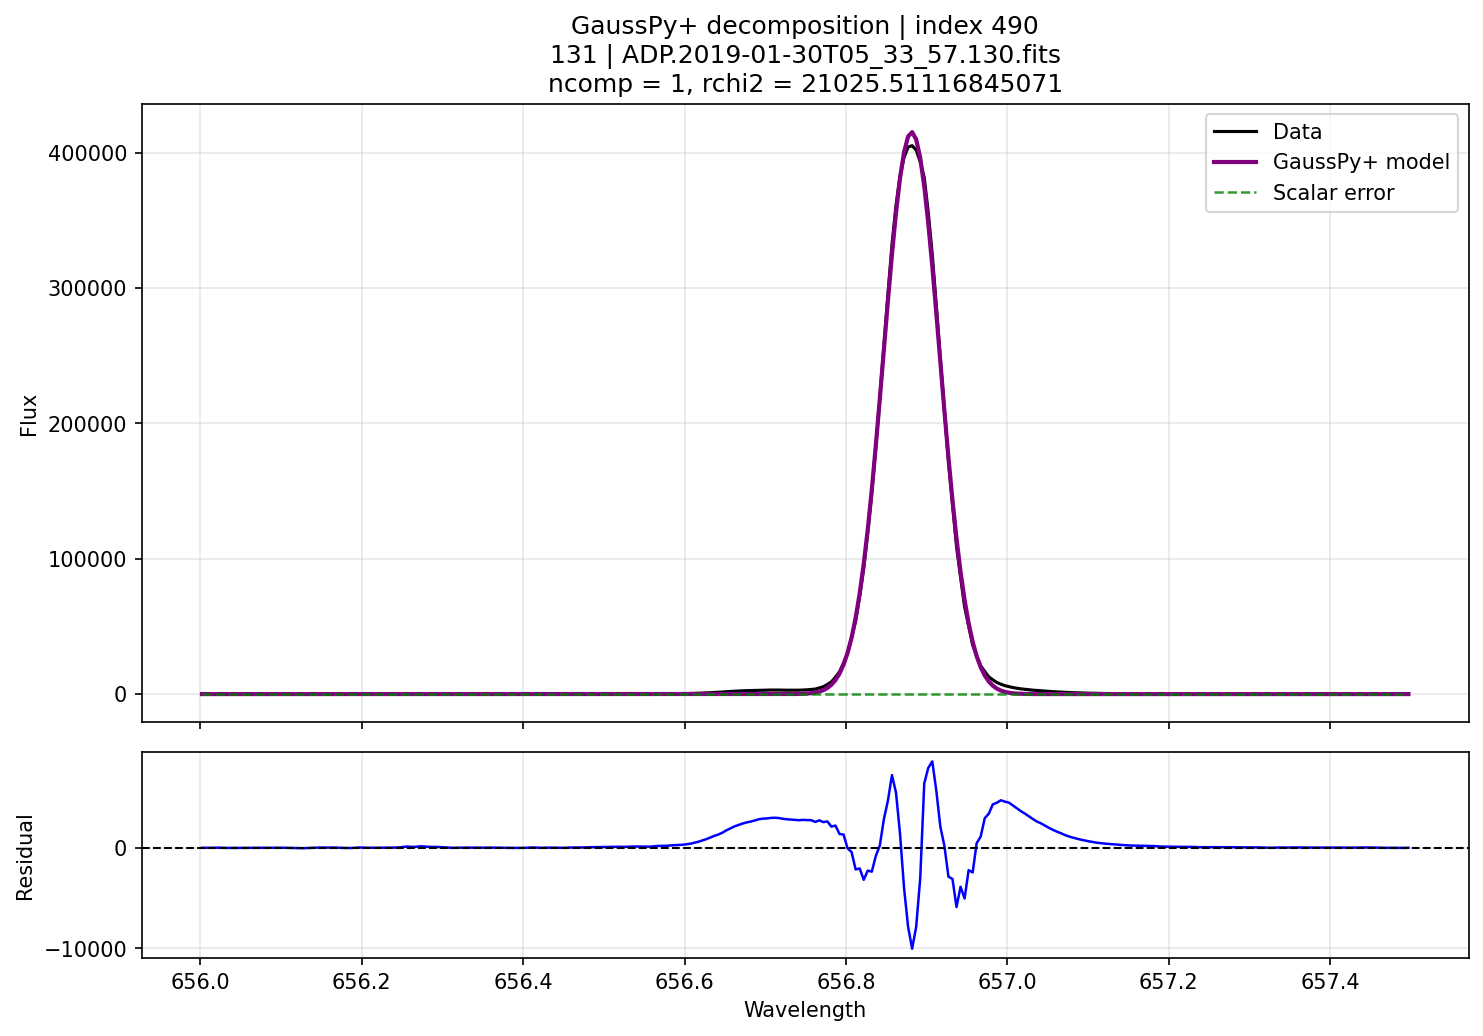 GaussPy+ decomposition | index 490
131 | ADP.2019-01-30T05_33_57.130.fits
ncomp = 1, rchi2 = 21025.51116845071
Data
GaussPy+ model
Scalar error
400000
300000
200000
100000
0
Flux
0
−10000
Residual
656.0
656.2
656.4
656.6
656.8
657.0
657.2
657.4
Wavelength